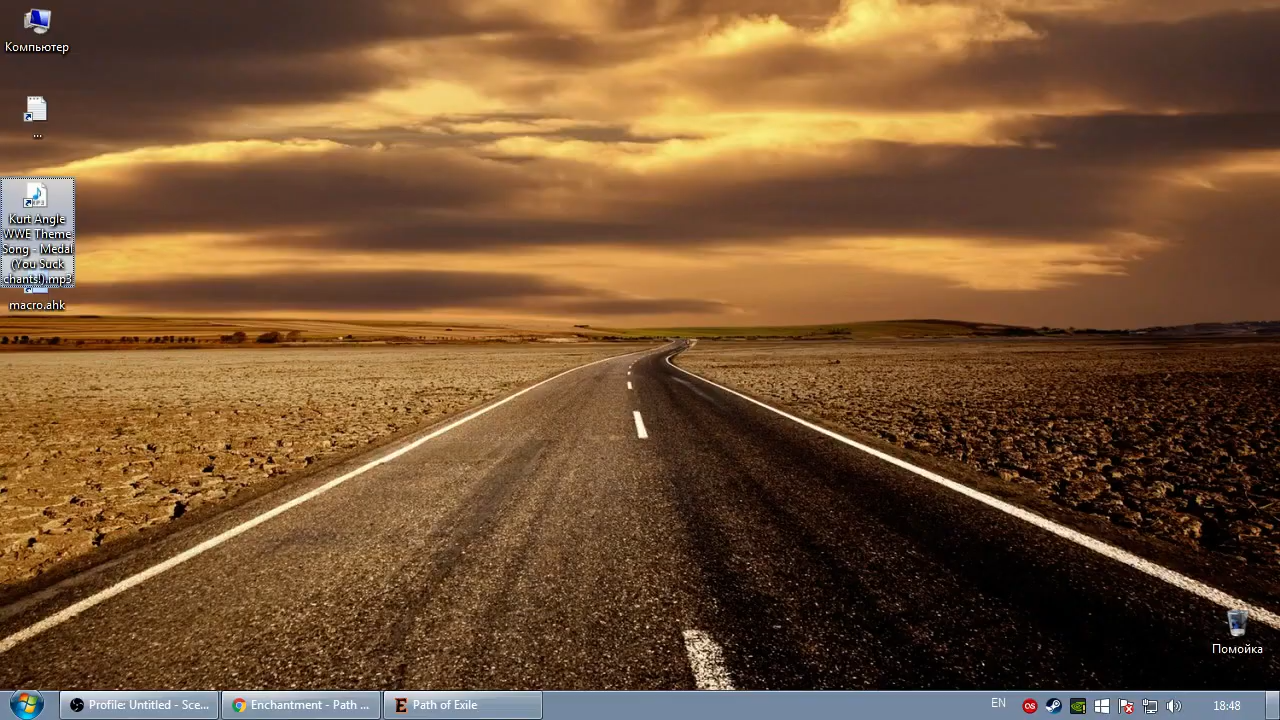 Компьютер
...
Kurt Angle
WWE Theme
Song - Medal
(You Suck
chants!).mp3
macro.ahk
Помойка
Profile: Untitled - Sce...
Enchantment - Path ...
Path of Exile
EN
18:48